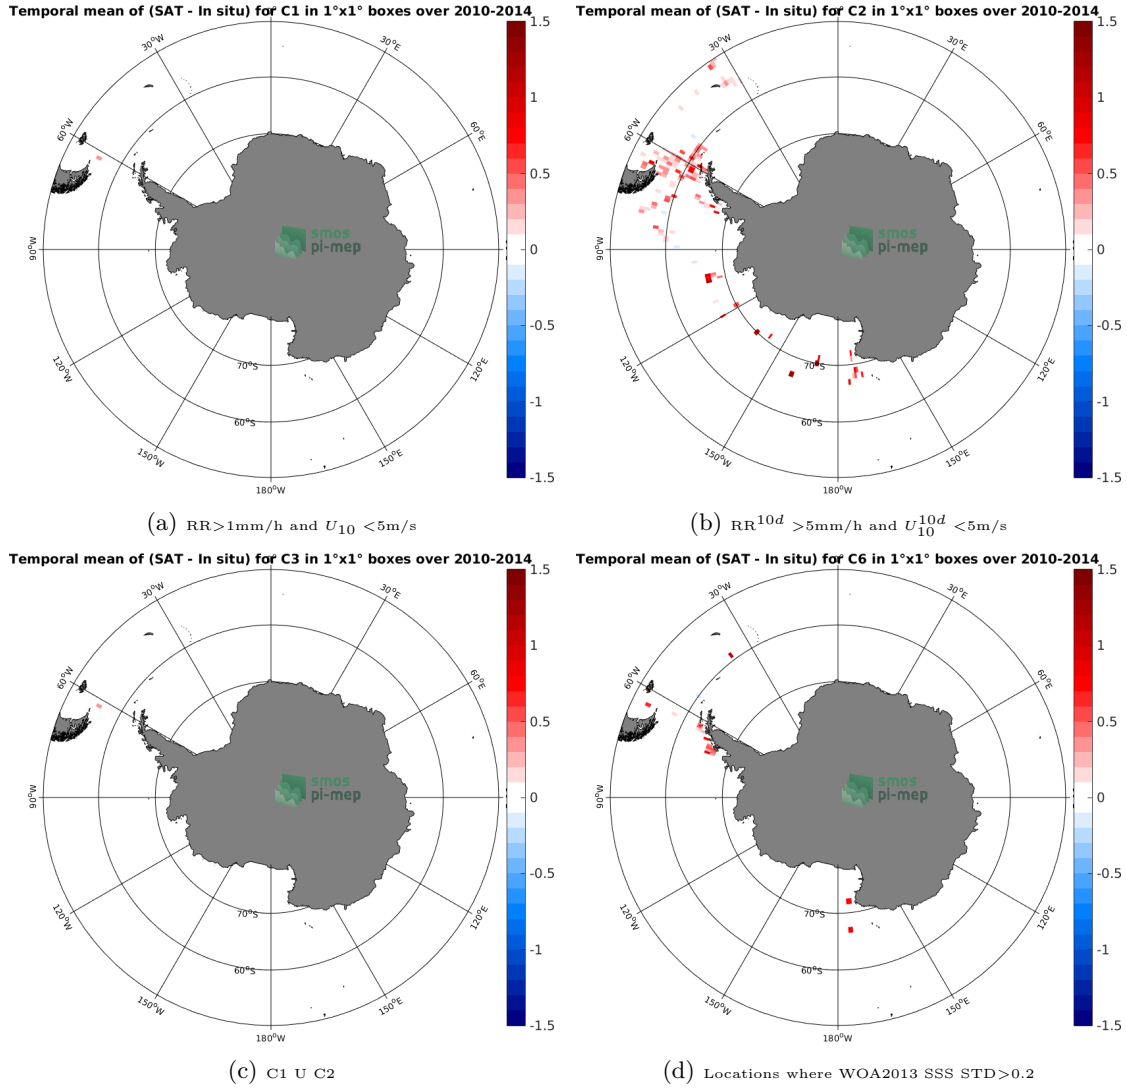 Temporal mean of (SAT - In situ) for C1 in 1°x1° boxes over 2010-2014
30°W
30°E
60°W
60°E
90°W
120°W
120°E
150°W
150°E
180°W
70°S
60°S
smos
pi-mep
1.5
1
0.5
0
-0.5
-1
-1.5
(a) RR>1mm/h and U10 <5m/s
Temporal mean of (SAT - In situ) for C2 in 1°x1° boxes over 2010-2014
30°W
30°E
60°W
60°E
90°W
120°W
120°E
150°W
150°E
180°W
70°S
60°S
smos
pi-mep
1.5
1
0.5
0
-0.5
-1
-1.5
(b) RR^10d >5mm/h and U10^10d <5m/s
Temporal mean of (SAT - In situ) for C3 in 1°x1° boxes over 2010-2014
30°W
30°E
60°W
60°E
90°W
120°W
120°E
150°W
150°E
180°W
70°S
60°S
smos
pi-mep
1.5
1
0.5
0
-0.5
-1
-1.5
(c) C1 U C2
Temporal mean of (SAT - In situ) for C6 in 1°x1° boxes over 2010-2014
30°W
30°E
60°W
60°E
90°W
120°W
120°E
150°W
150°E
180°W
70°S
60°S
smos
pi-mep
1.5
1
0.5
0
-0.5
-1
-1.5
(d) Locations where WOA2013 SSS STD>0.2